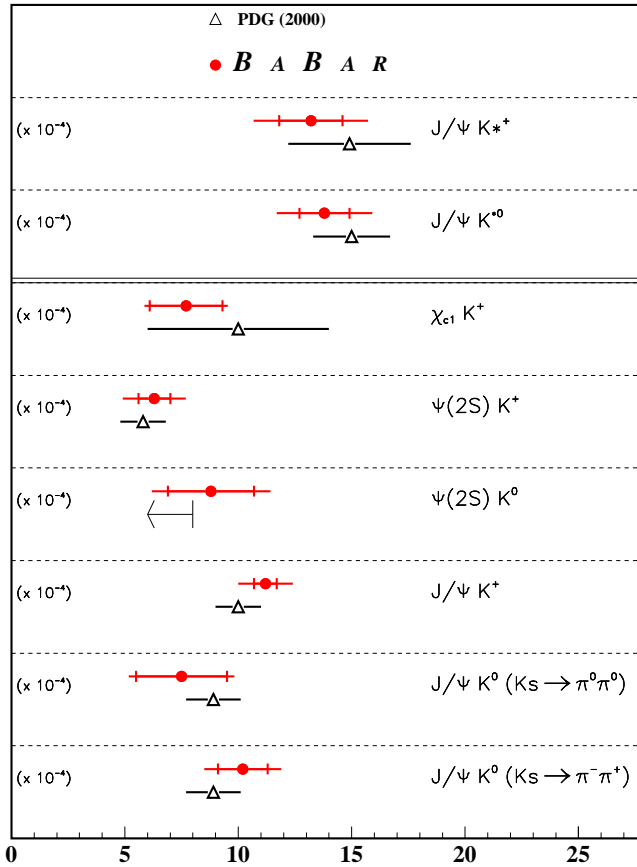 △ PDG (2000)
● B A B A R
(x 10⁻⁴) J/Ψ K*⁺
(x 10⁻⁴) J/Ψ K*⁰
(x 10⁻⁴) χc1 K⁺
(x 10⁻⁴) Ψ(2S) K⁺
(x 10⁻⁴) Ψ(2S) K⁰
(x 10⁻⁴) J/Ψ K⁺
(x 10⁻⁴) J/Ψ K⁰ (Ks → π⁰π⁰)
(x 10⁻⁴) J/Ψ K⁰ (Ks → π⁻π⁺)
0 5 10 15 20 25